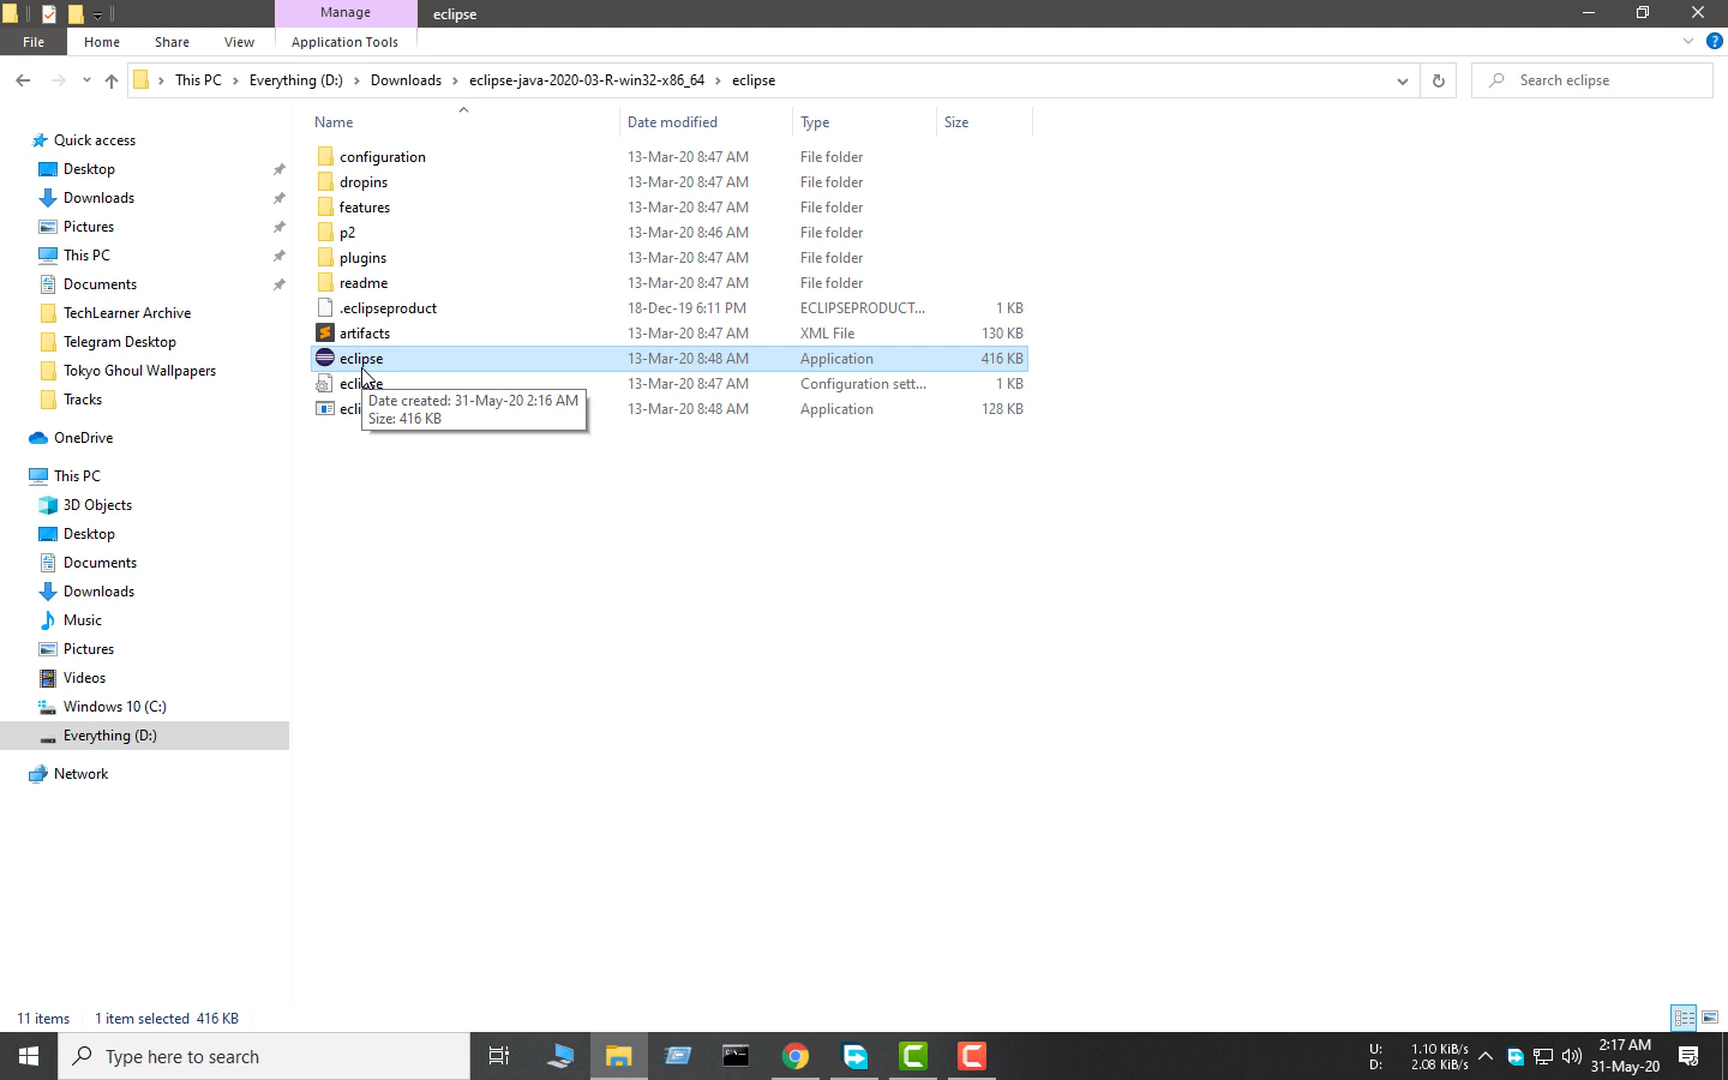 Manage
eclipse
File
Home
Share
View
Application Tools
This PC
Everything (D:)
Downloads
eclipse-java-2020-03-R-win32-x86_64
eclipse
Search eclipse
Name
Date modified
Type
Size
Quick access
Desktop
Downloads
Pictures
This PC
Documents
TechLearner Archive
Telegram Desktop
Tokyo Ghoul Wallpapers
Tracks
OneDrive
This PC
3D Objects
Desktop
Documents
Downloads
Music
Pictures
Videos
Windows 10 (C:)
Everything (D:)
Network
configuration 13-Mar-20 8:47 AM File folder
dropins 13-Mar-20 8:47 AM File folder
features 13-Mar-20 8:47 AM File folder
p2 13-Mar-20 8:46 AM File folder
plugins 13-Mar-20 8:47 AM File folder
readme 13-Mar-20 8:47 AM File folder
.eclipseproduct 18-Dec-19 6:11 PM ECLIPSEPRODUCT... 1 KB
artifacts 13-Mar-20 8:47 AM XML File 130 KB
eclipse 13-Mar-20 8:48 AM Application 416 KB
eclipse 13-Mar-20 8:47 AM Configuration sett... 1 KB
ecli 13-Mar-20 8:48 AM Application 128 KB
Date created: 31-May-20 2:16 AM
Size: 416 KB
11 items 1 item selected 416 KB
Type here to search
U: 1.10 KiB/s
D: 2.08 KiB/s
2:17 AM
31-May-20